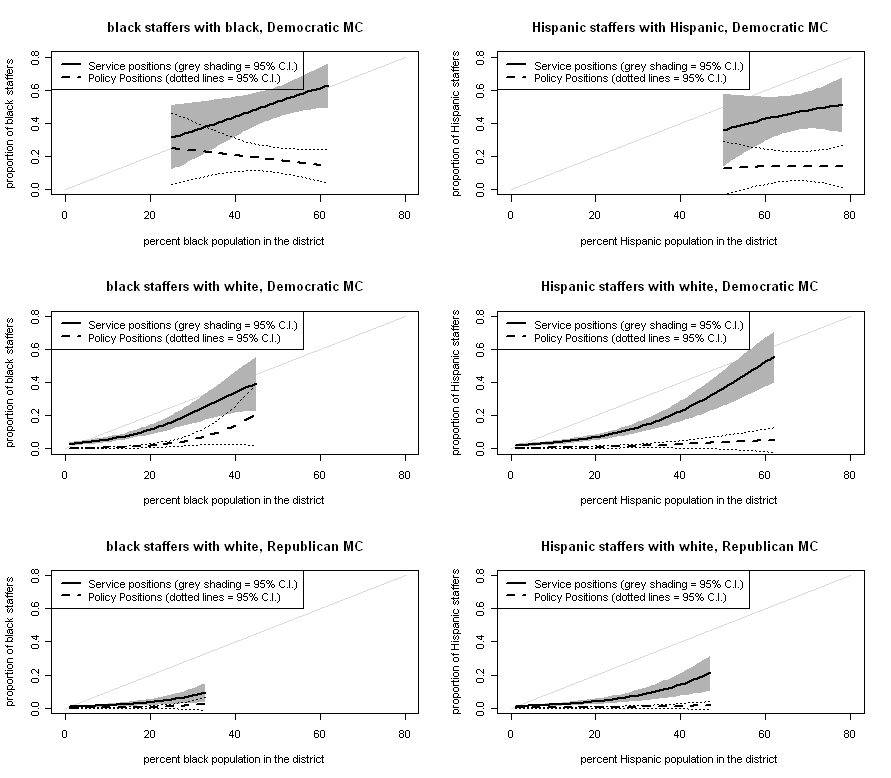 black staffers with black, Democratic MC
proportion of black staffers
0.0 0.2 0.4 0.6 0.8
Service positions (grey shading = 95% C.I.)
Policy Positions (dotted lines = 95% C.I.)
0 20 40 60 80
percent black population in the district
Hispanic staffers with Hispanic, Democratic MC
proportion of Hispanic staffers
0.0 0.2 0.4 0.6 0.8
Service positions (grey shading = 95% C.I.)
Policy Positions (dotted lines = 95% C.I.)
0 20 40 60 80
percent Hispanic population in the district
black staffers with white, Democratic MC
proportion of black staffers
0.0 0.2 0.4 0.6 0.8
Service positions (grey shading = 95% C.I.)
Policy Positions (dotted lines = 95% C.I.)
0 20 40 60 80
percent black population in the district
Hispanic staffers with white, Democratic MC
proportion of Hispanic staffers
0.0 0.2 0.4 0.6 0.8
Service positions (grey shading = 95% C.I.)
Policy Positions (dotted lines = 95% C.I.)
0 20 40 60 80
percent Hispanic population in the district
black staffers with white, Republican MC
proportion of black staffers
0.0 0.2 0.4 0.6 0.8
Service positions (grey shading = 95% C.I.)
Policy Positions (dotted lines = 95% C.I.)
0 20 40 60 80
percent black population in the district
Hispanic staffers with white, Republican MC
proportion of Hispanic staffers
0.0 0.2 0.4 0.6 0.8
Service positions (grey shading = 95% C.I.)
Policy Positions (dotted lines = 95% C.I.)
0 20 40 60 80
percent Hispanic population in the district